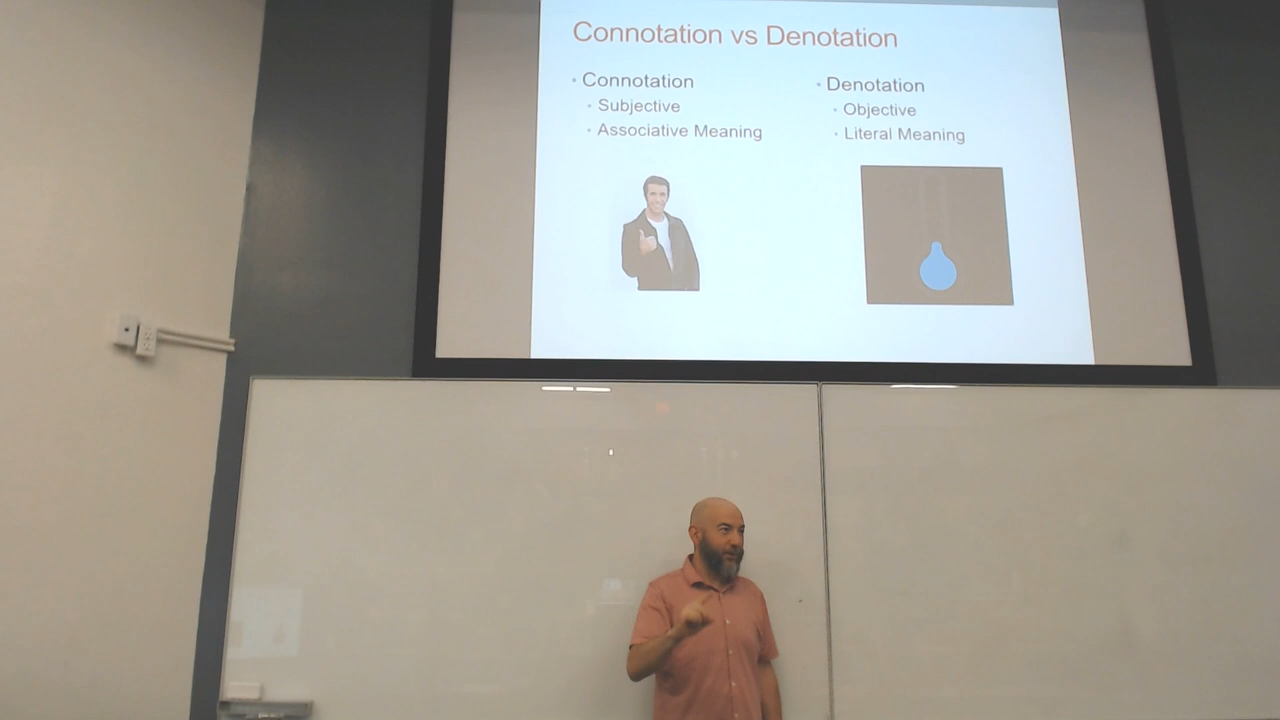 Connotation vs Denotation
• Connotation
• Subjective
• Associative Meaning
• Denotation
• Objective
• Literal Meaning